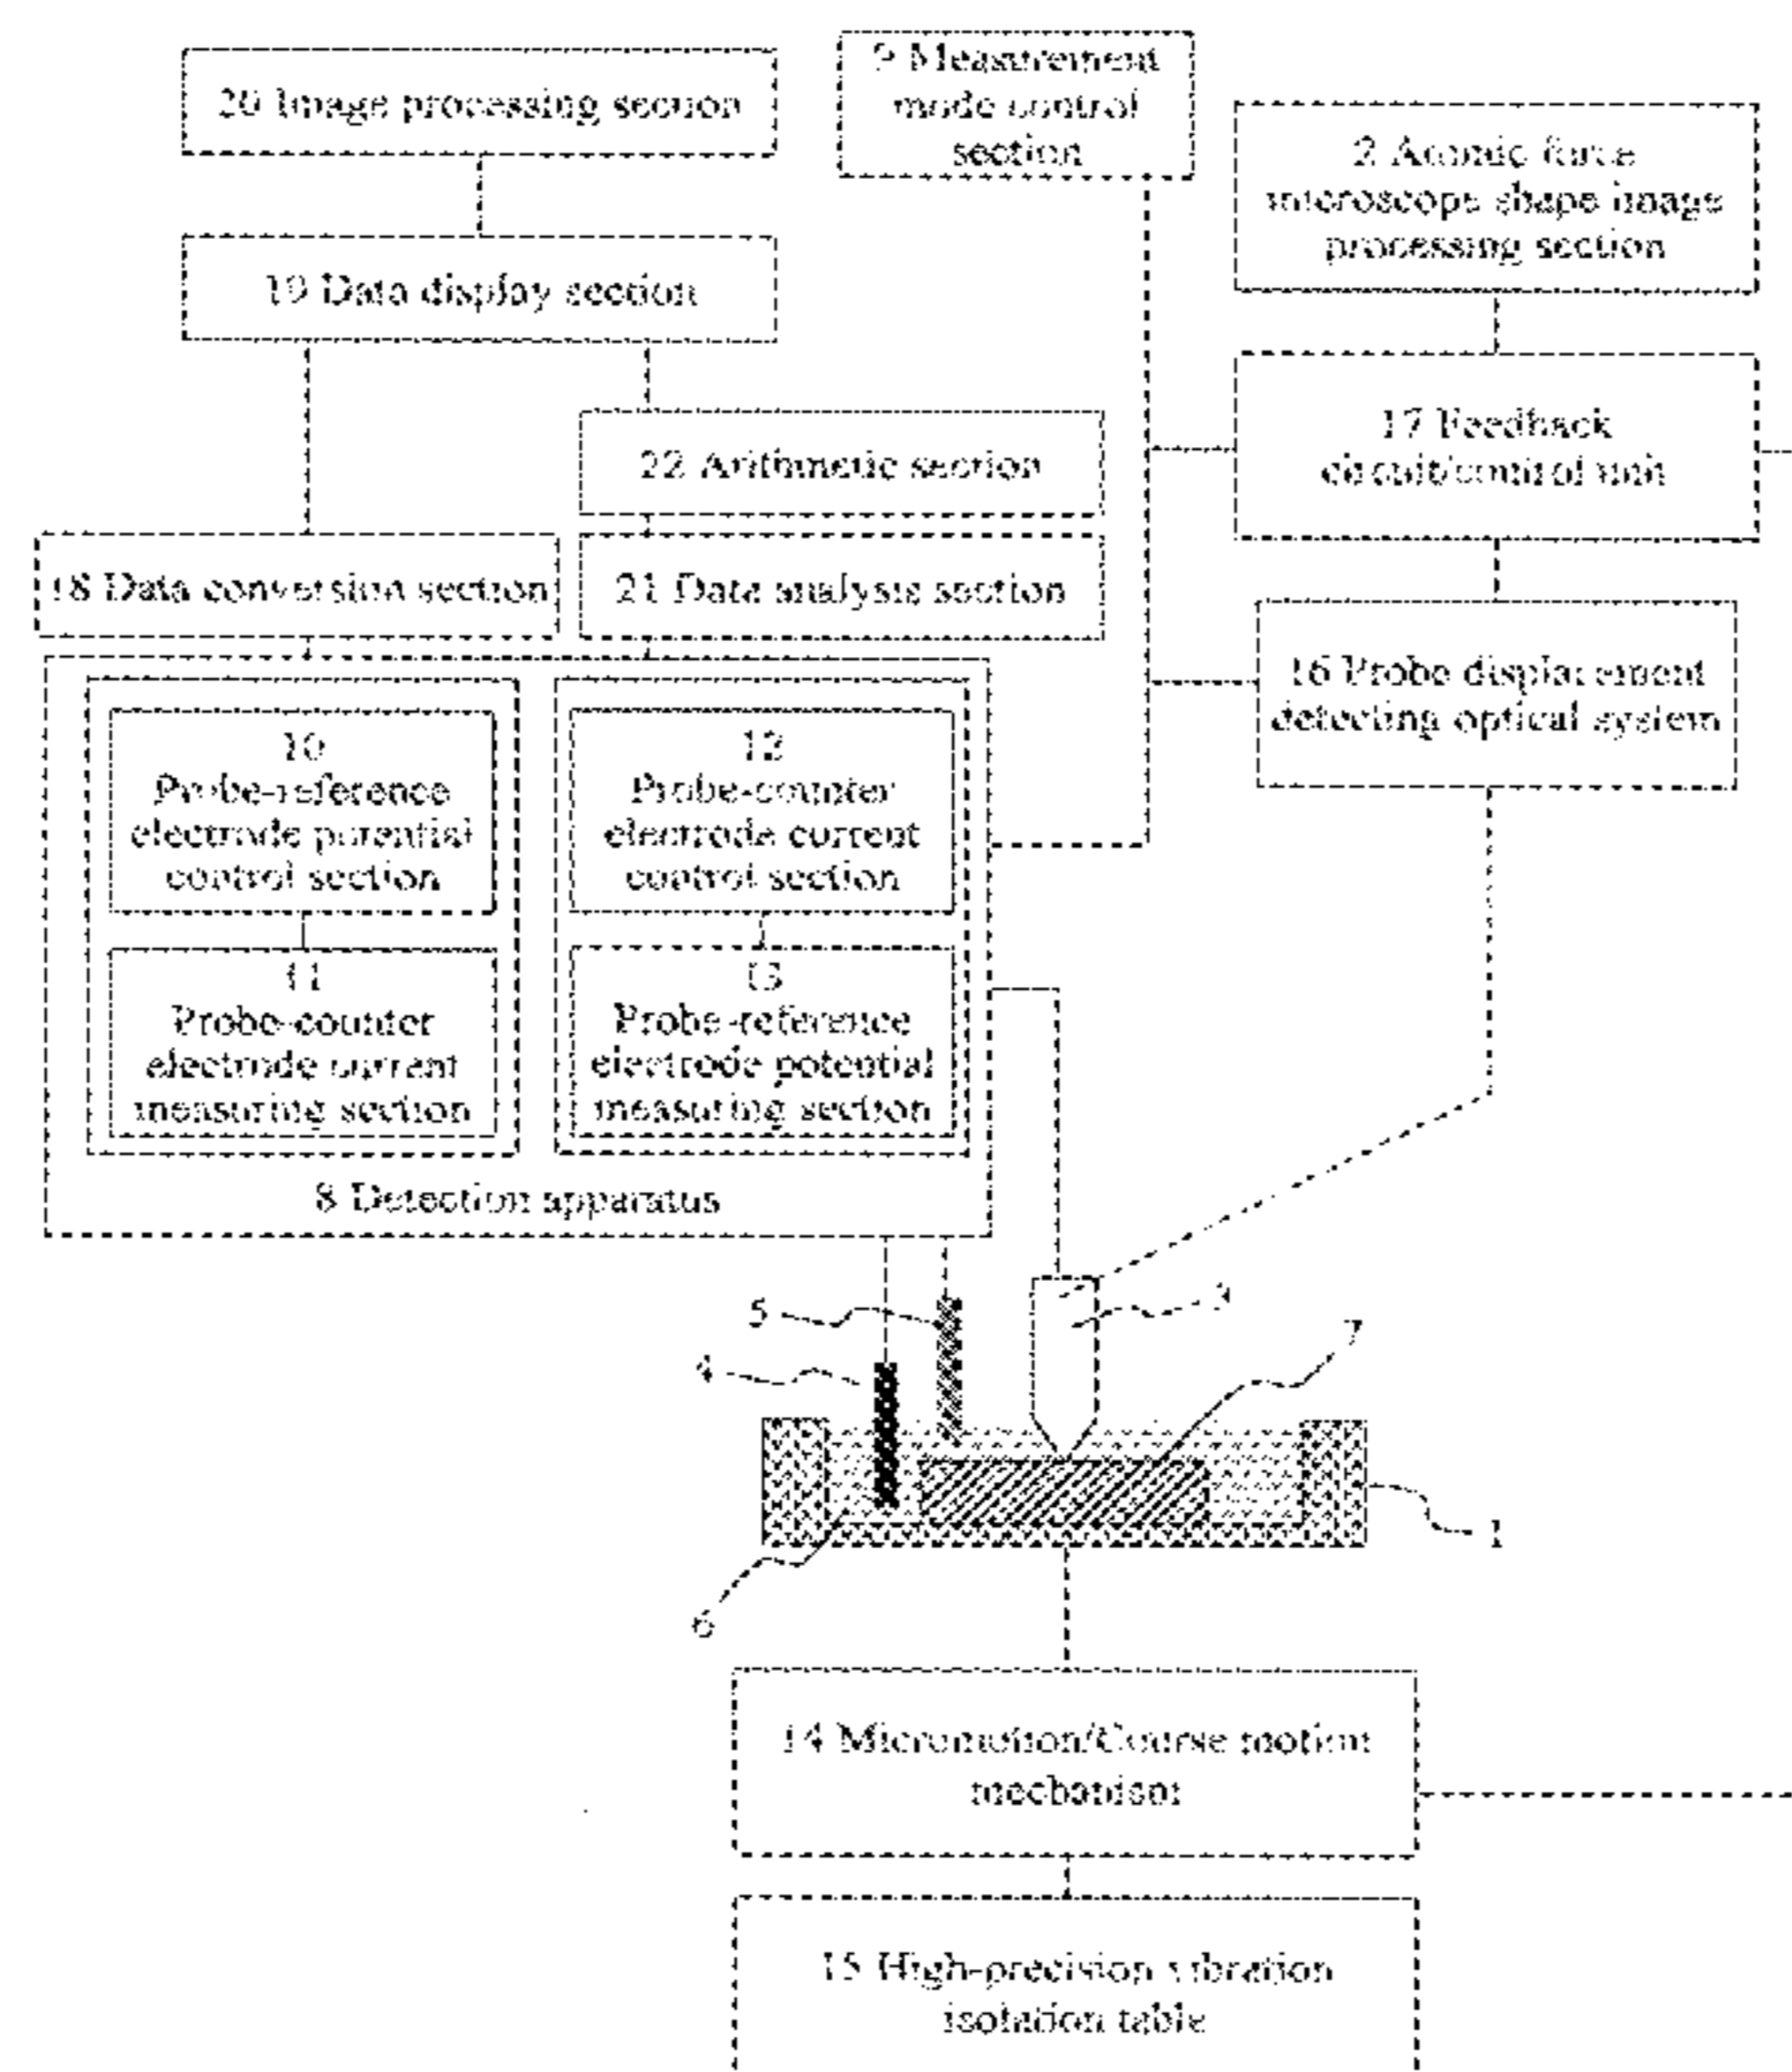 20 Image processing section
9 Measurement
mode control
section
2 Atomic force
microscope shape image
processing section
19 Data display section
17 Feedback
circuit/control unit
22 Arithmetic section
18 Data conversion section
21 Data analysis section
16 Probe displacement
detecting optical system
10
Probe-reference
electrode potential
control section
12
Probe-counter
electrode current
control section
11
Probe-counter
electrode current
measuring section
13
Probe-reference
electrode potential
measuring section
8 Detection apparatus
5
3
7
4
1
6
14 Micromotion/Course motion
mechanism
15 High-precision vibration
isolation table